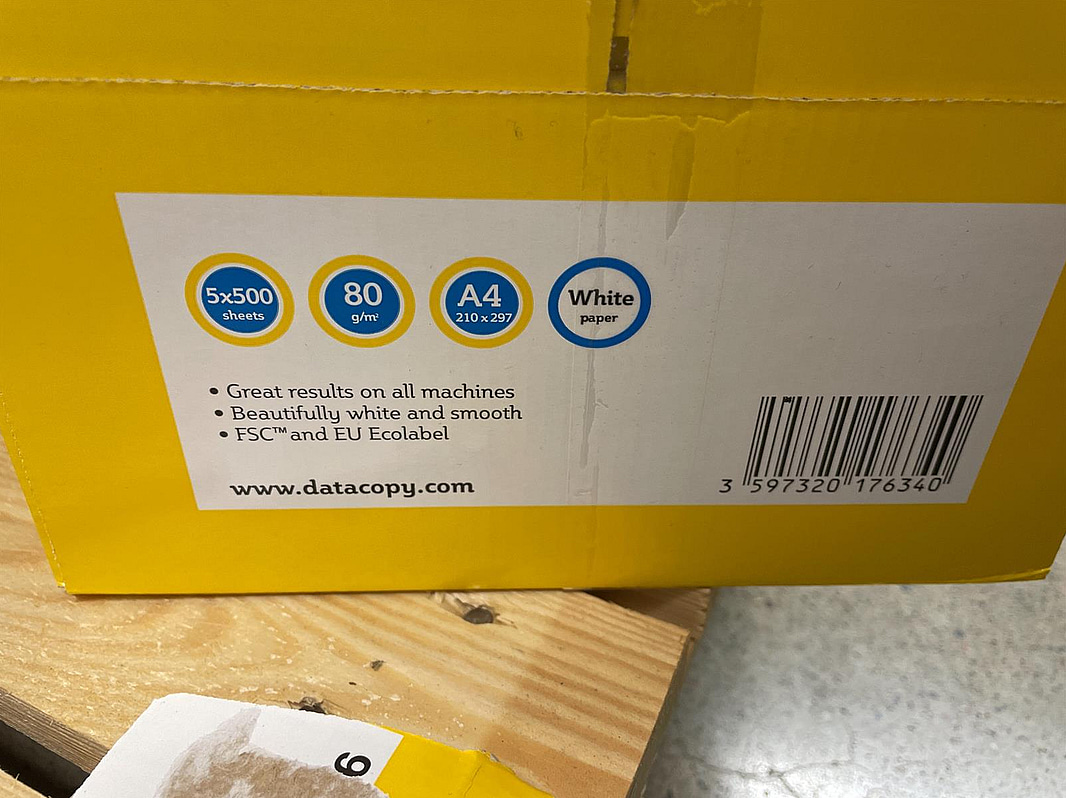 5x500
sheets
80
g/m²
A4
210 x 297
White
paper
• Great results on all machines
• Beautifully white and smooth
• FSC™ and EU Ecolabel
www.datacopy.com
3 597320 176340
9